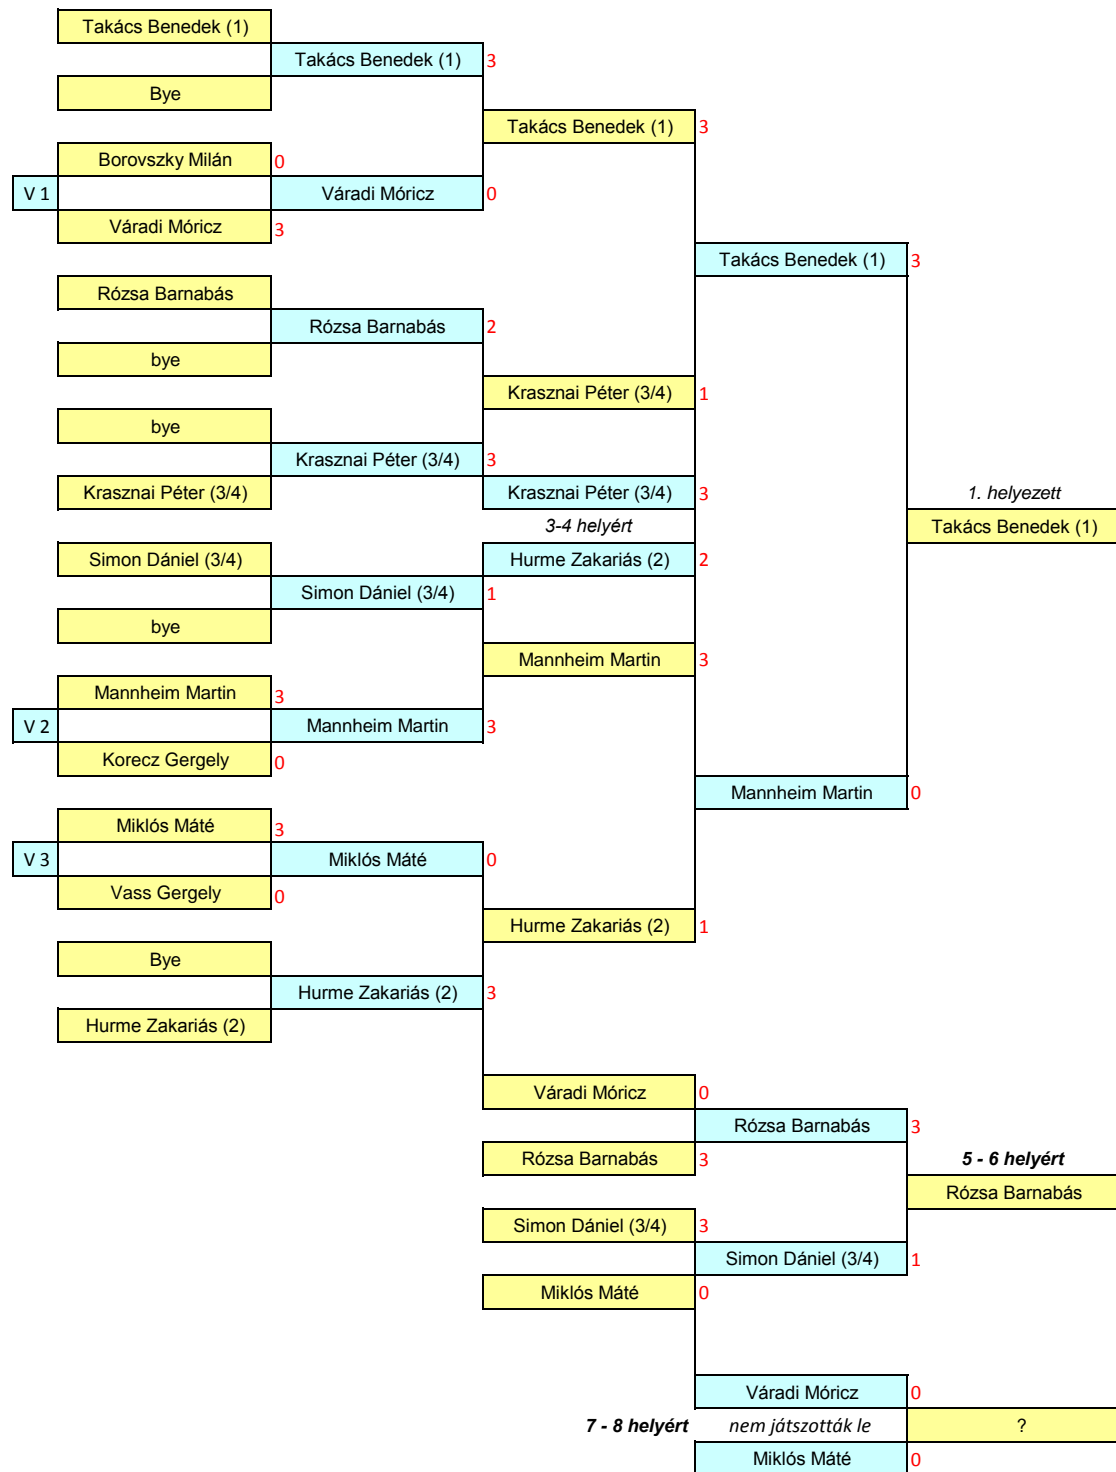 Takács Benedek (1)
Takács Benedek (1) 3
Bye
Takács Benedek (1) 3
Borovszky Milán 0
V 1 Váradi Móricz 0
Váradi Móricz 3
Takács Benedek (1) 3
Rózsa Barnabás
Rózsa Barnabás 2
bye
Krasznai Péter (3/4) 1
bye
Krasznai Péter (3/4) 3
Krasznai Péter (3/4) Krasznai Péter (3/4) 3 1. helyezett
3-4 helyért Takács Benedek (1)
Simon Dániel (3/4) Hurme Zakariás (2) 2
Simon Dániel (3/4) 1
bye
Mannheim Martin 3
Mannheim Martin 3
V 2 Mannheim Martin 3
Korecz Gergely 0
Mannheim Martin 0
Miklós Máté 3
V 3 Miklós Máté 0
Vass Gergely 0
Hurme Zakariás (2) 1
Bye
Hurme Zakariás (2) 3
Hurme Zakariás (2)
Váradi Móricz 0
Rózsa Barnabás 3
Rózsa Barnabás 3 5 - 6 helyért
Rózsa Barnabás
Simon Dániel (3/4) 3
Simon Dániel (3/4) 1
Miklós Máté 0
Váradi Móricz 0
7 - 8 helyért nem játszották le ?
Miklós Máté 0